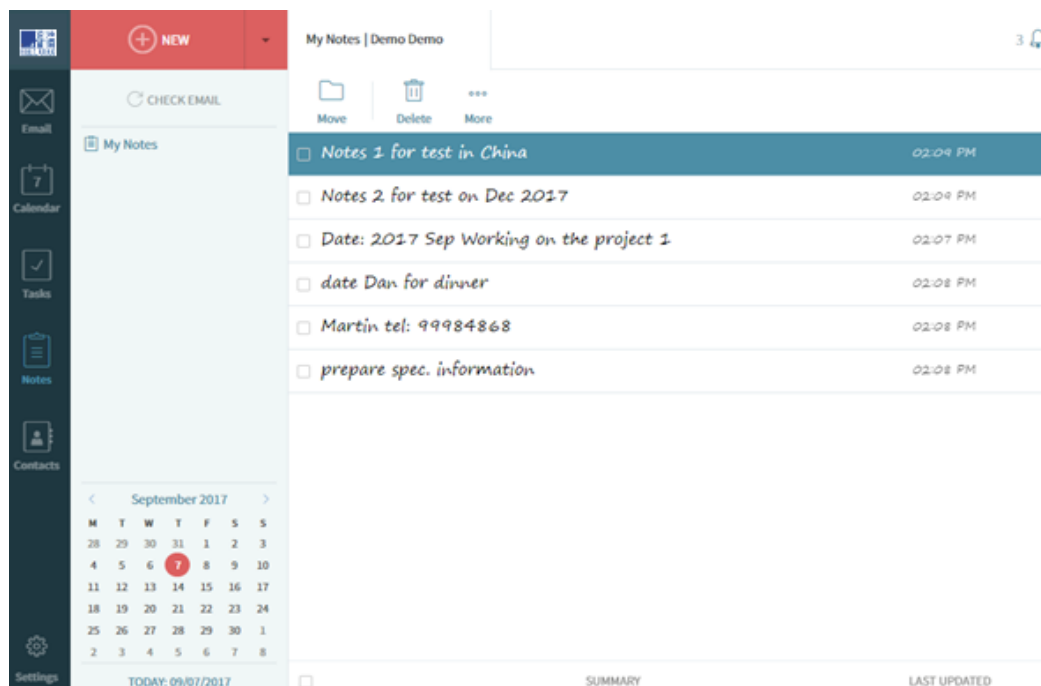 NEW
My Notes | Demo Demo
3
CHECK EMAIL
Move
Delete
More
Email
My Notes
Notes 1 for test in China 02:09 PM
7
Calendar
Notes 2 for test on Dec 2017 02:09 PM
Date: 2017 Sep Working on the project 1 02:07 PM
Tasks
date Dan for dinner 02:08 PM
Martin tel: 99984868 02:08 PM
Notes
prepare spec. information 02:08 PM
Contacts
< September 2017 >
M T W T F S S
28 29 30 31 1 2 3
4 5 6 7 8 9 10
11 12 13 14 15 16 17
18 19 20 21 22 23 24
25 26 27 28 29 30 1
2 3 4 5 6 7 8
Settings
TODAY: 09/07/2017
SUMMARY
LAST UPDATED